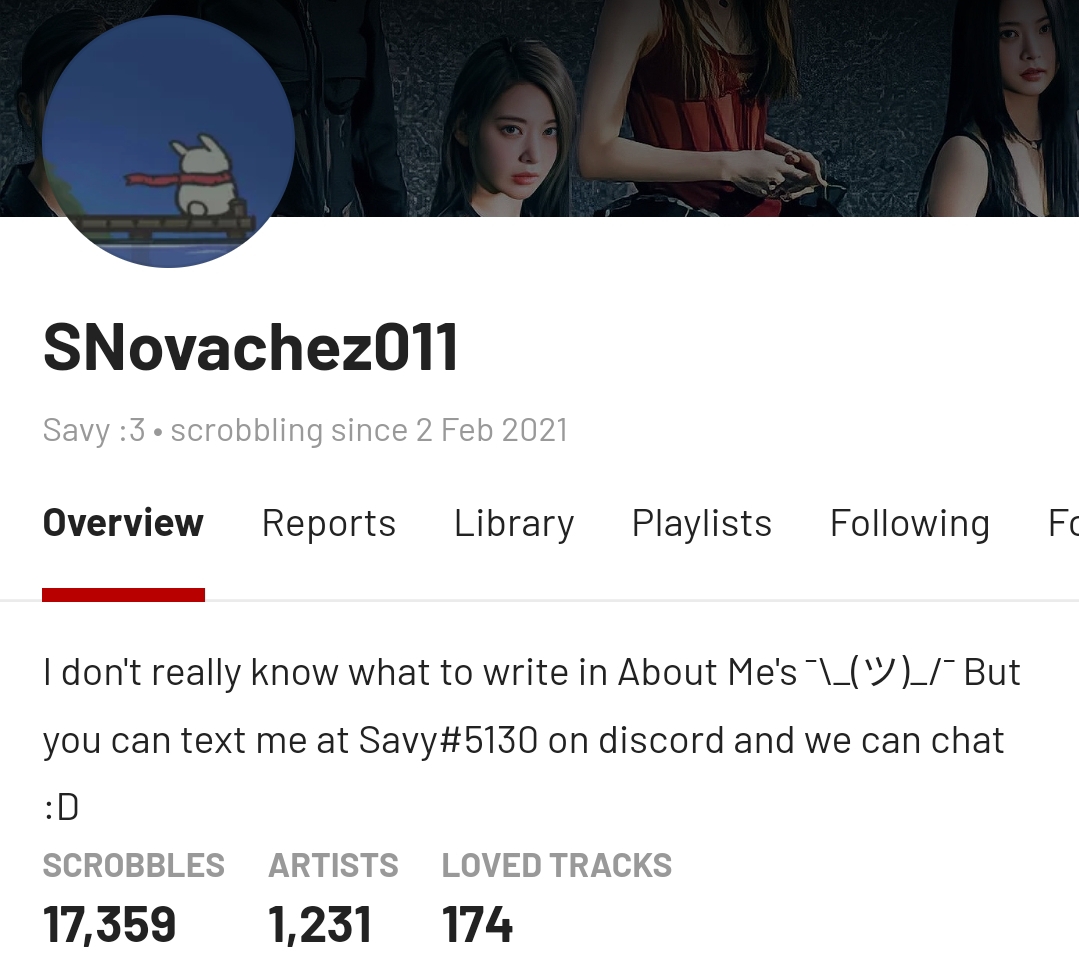 SNovachez011
Savy :3 • scrobbling since 2 Feb 2021
Overview Reports Library Playlists Following Fo
I don't really know what to write in About Me's ¯\_(ツ)_/¯ But
you can text me at Savy#5130 on discord and we can chat
:D
SCROBBLES ARTISTS LOVED TRACKS
17,359 1,231 174